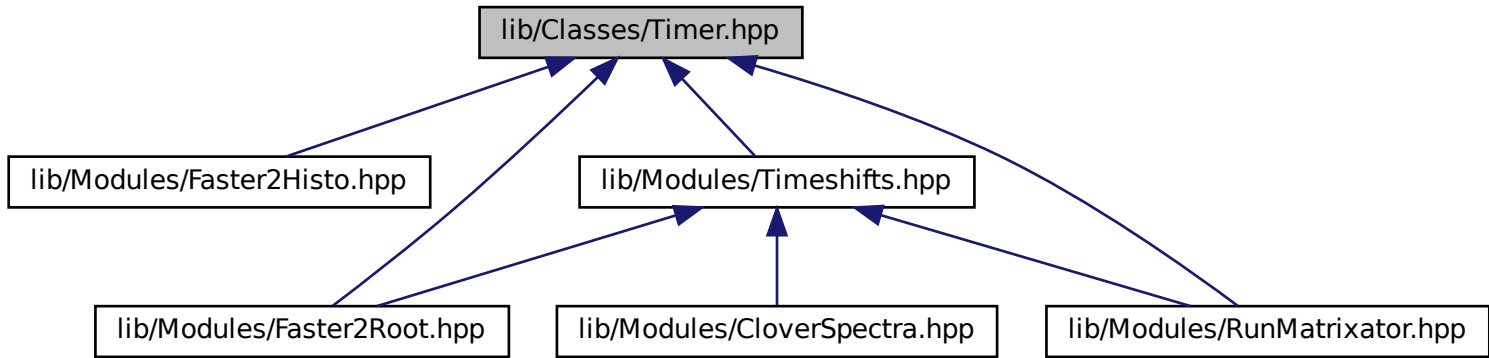 lib/Classes/Timer.hpp
lib/Modules/Faster2Histo.hpp
lib/Modules/Timeshifts.hpp
lib/Modules/Faster2Root.hpp
lib/Modules/CloverSpectra.hpp
lib/Modules/RunMatrixator.hpp